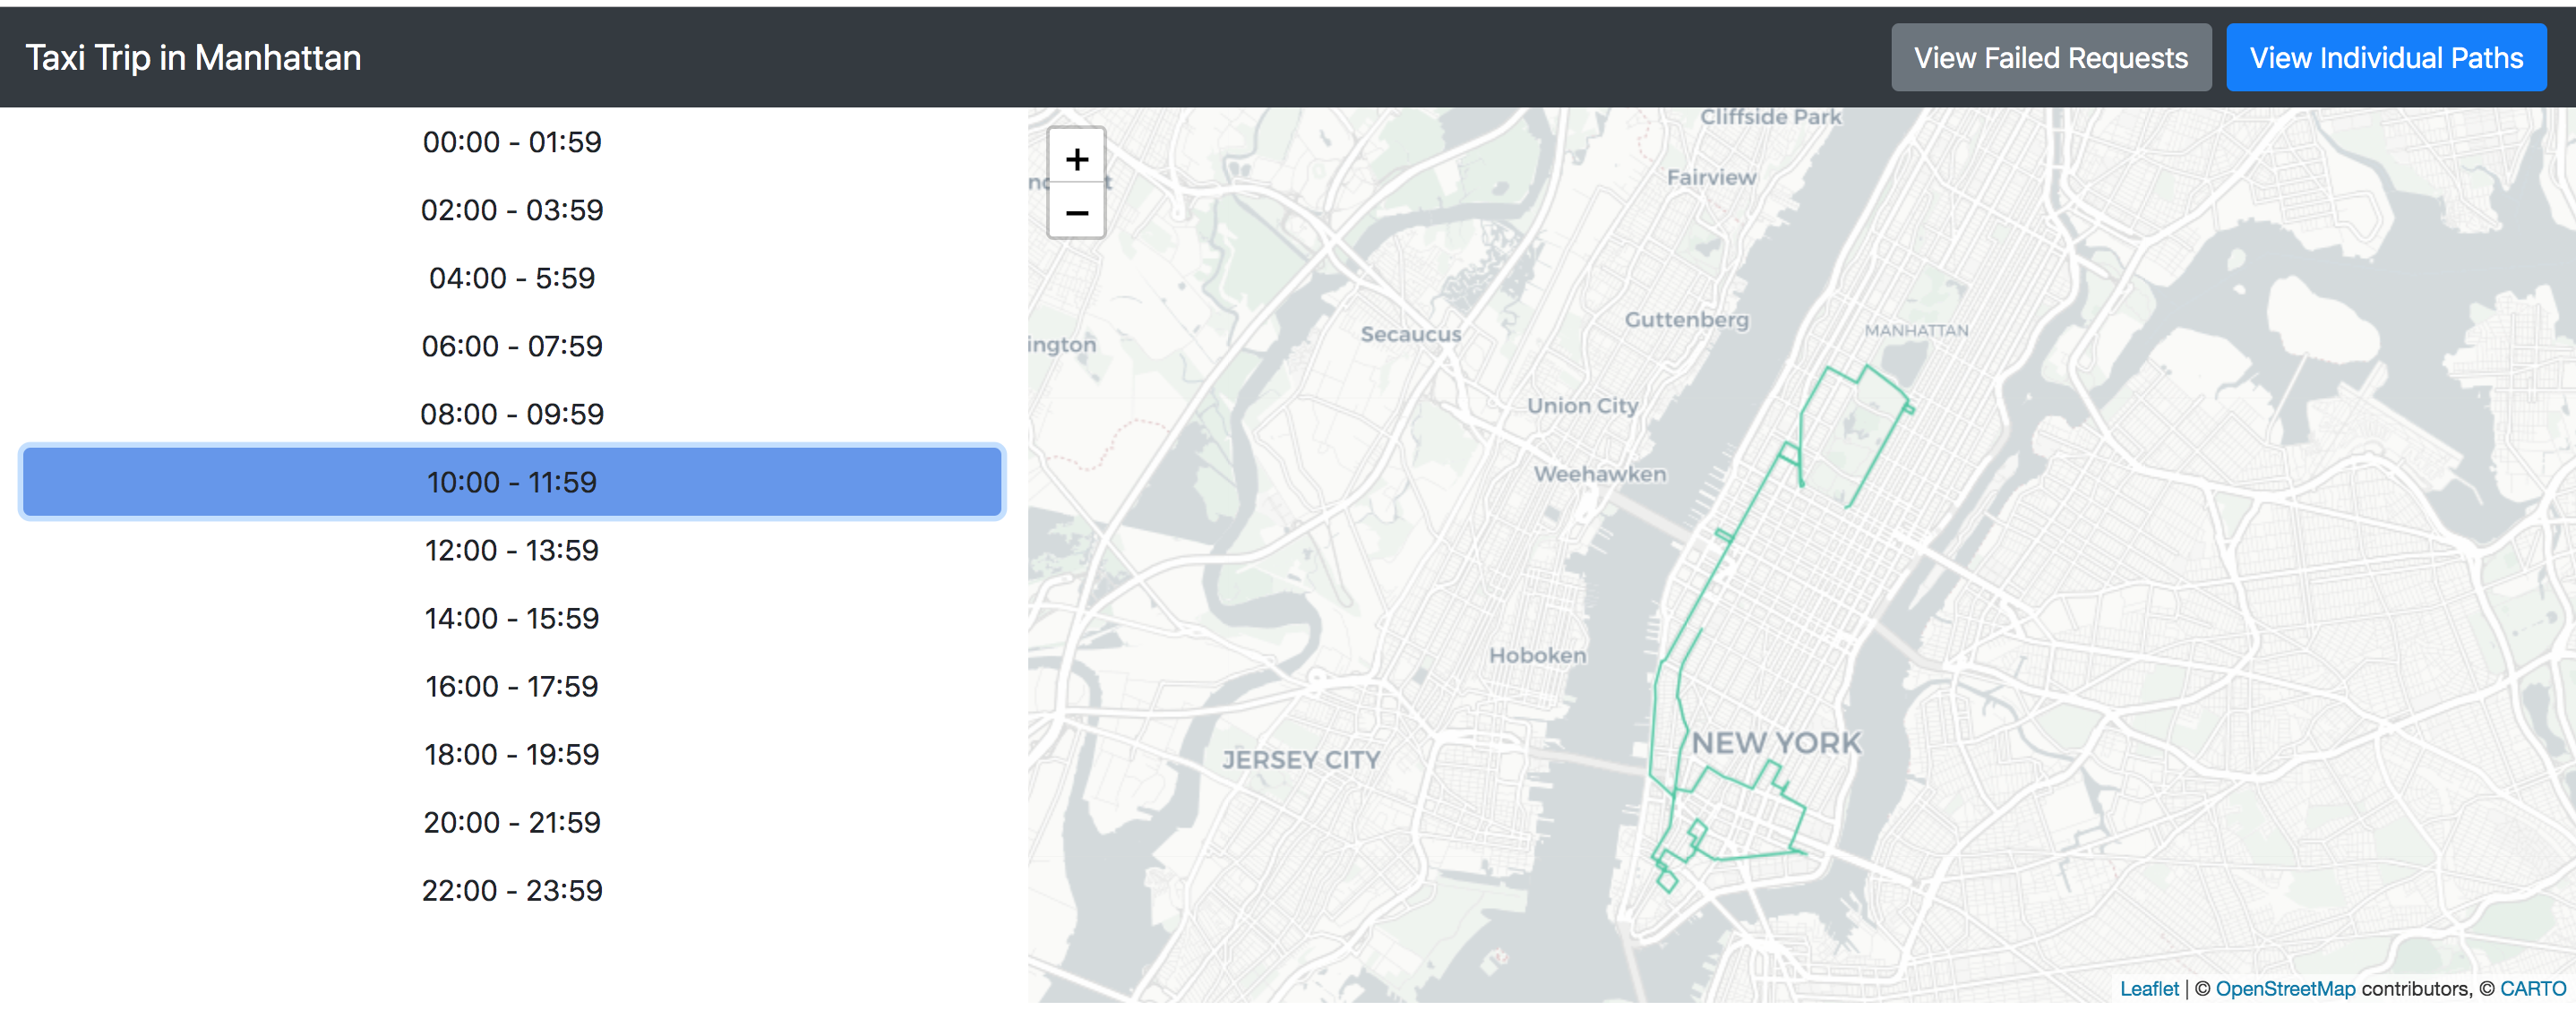 Taxi Trip in Manhattan
View Failed Requests
View Individual Paths
00:00 - 01:59
02:00 - 03:59
04:00 - 5:59
06:00 - 07:59
08:00 - 09:59
10:00 - 11:59
12:00 - 13:59
14:00 - 15:59
16:00 - 17:59
18:00 - 19:59
20:00 - 21:59
22:00 - 23:59
+
−
Cliffside Park
Fairview
Guttenberg
MANHATTAN
Secaucus
ington
Union City
Weehawken
Hoboken
NEW YORK
JERSEY CITY
Leaflet | © OpenStreetMap contributors, © CARTO